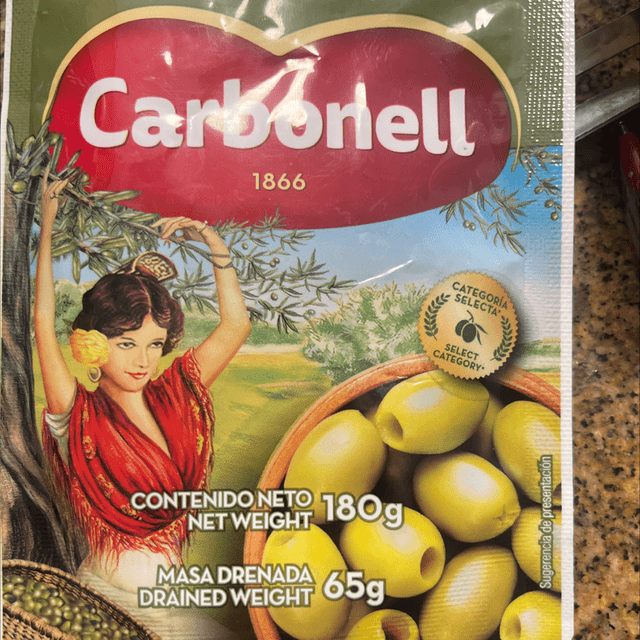 Carbonell
1866
CATEGORÍA
SELECTA*
SELECT
CATEGORY*
CONTENIDO NETO
NET WEIGHT
180g
MASA DRENADA
DRAINED WEIGHT
65g
Sugerencia de presentación